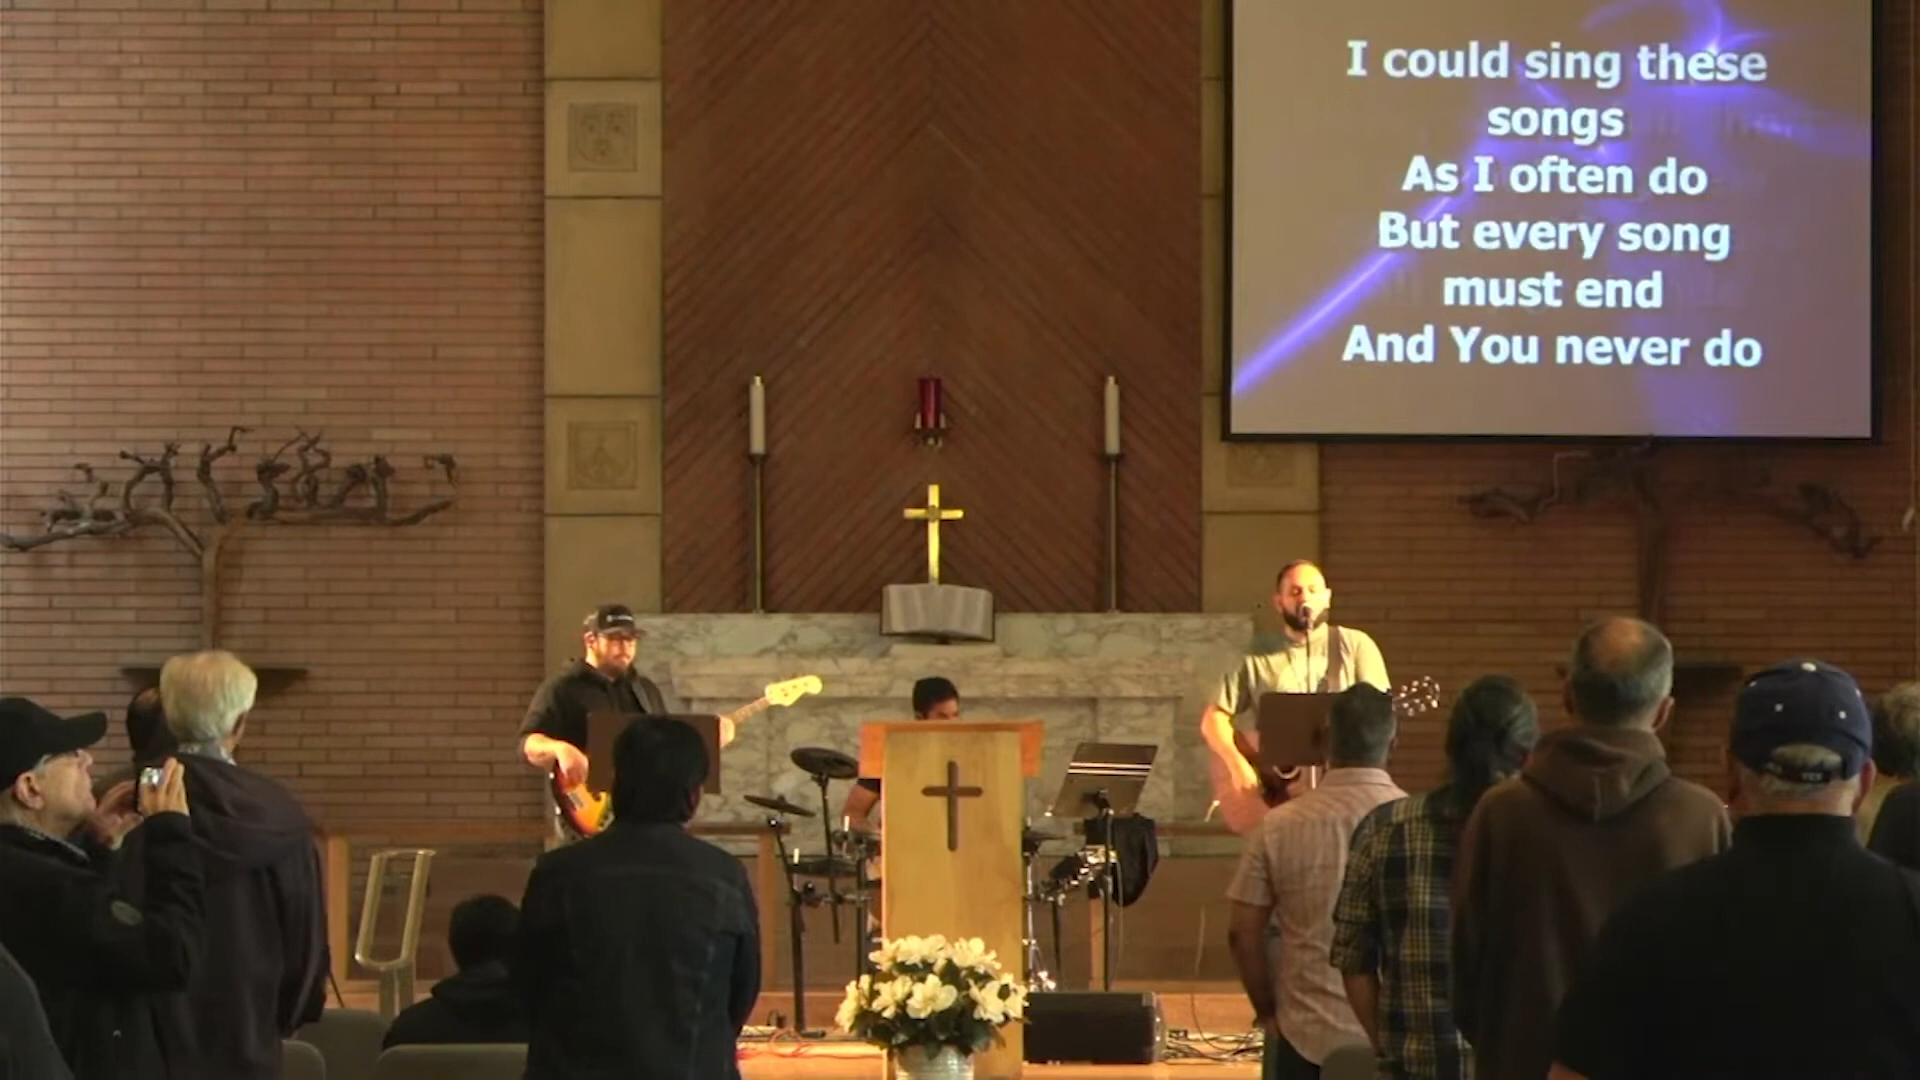 I could sing these
songs
As I often do
But every song
must end
And You never do